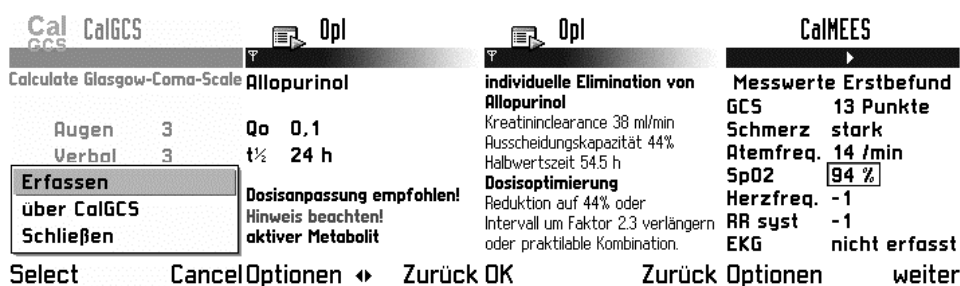 Cal
GCS
CalGCS
Calculate Glasgow-Coma-Scale
Augen 3
Verbal 3
Erfassen
über CalGCS
Schließen
Select Cancel
Opl
Allopurinol
Qo 0,1
t½ 24 h
Dosisanpassung empfohlen!
Hinweis beachten!
aktiver Metabolit
Optionen Zurück
Opl
individuelle Elimination von
Allopurinol
Kreatininclearance 38 ml/min
Ausscheidungskapazität 44%
Halbwertszeit 54.5 h
Dosisoptimierung
Reduktion auf 44% oder
Intervall um Faktor 2.3 verlängern
oder praktilable Kombination.
OK Zurück
CalMEES
Messwerte Erstbefund
GCS 13 Punkte
Schmerz stark
Atemfreq. 14 /min
SpO2 94 %
Herzfreq. -1
RR syst -1
EKG nicht erfasst
Optionen weiter